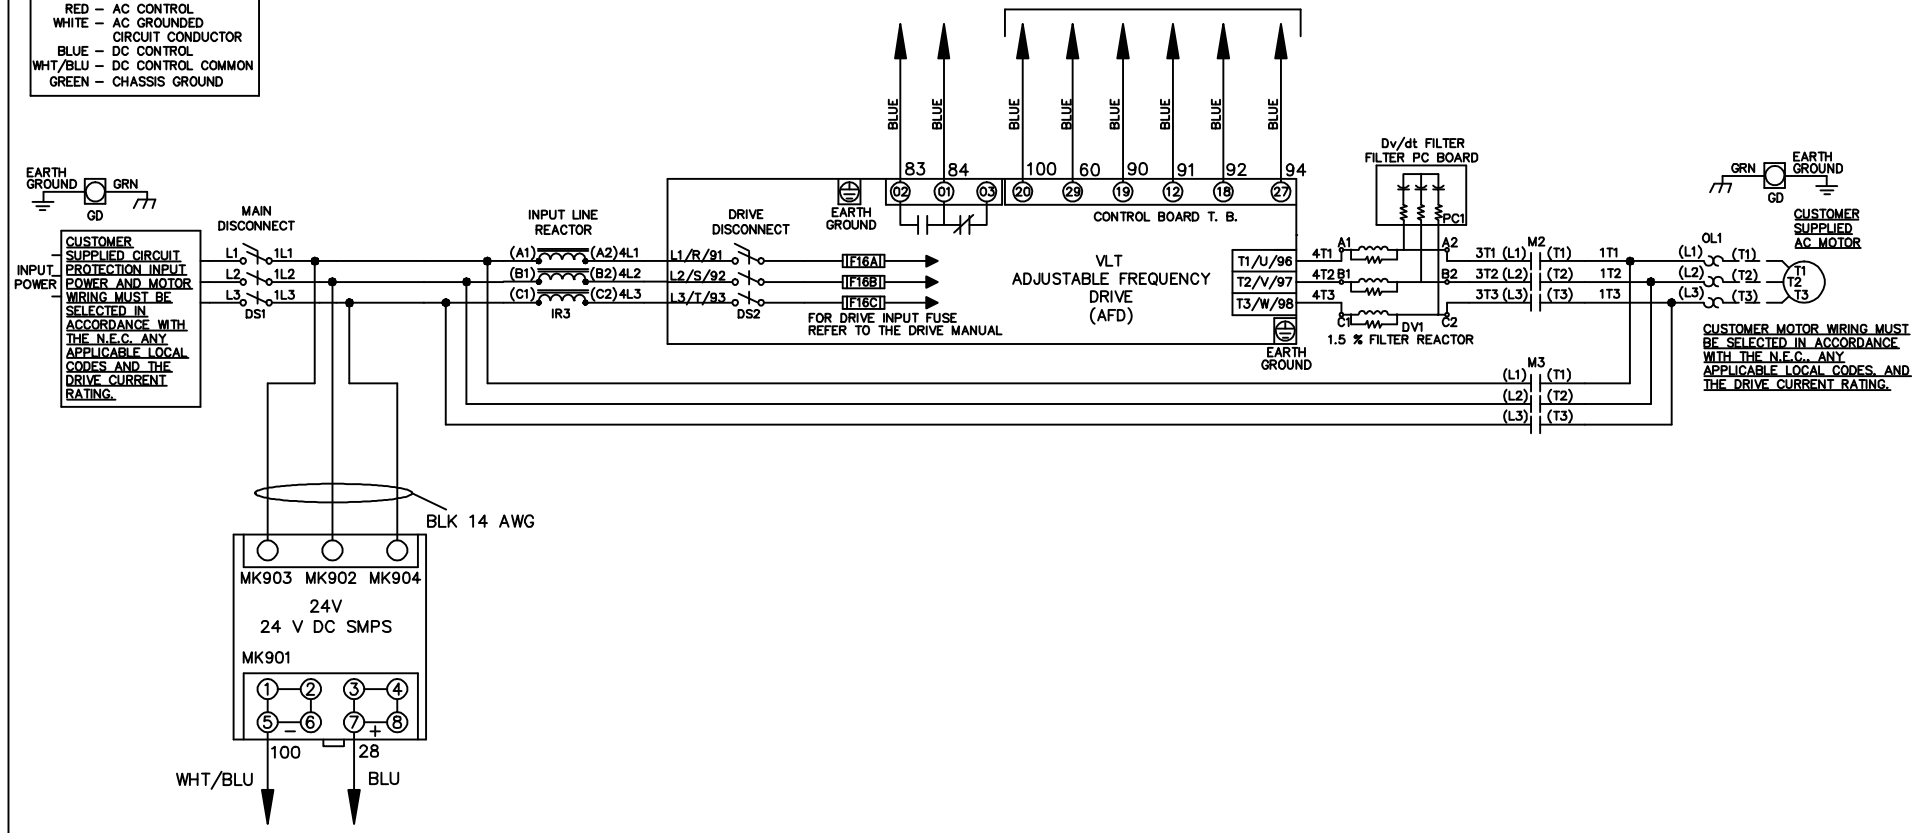 RED – AC CONTROL
WHITE – AC GROUNDED
CIRCUIT CONDUCTOR
BLUE – DC CONTROL
WHT/BLU – DC CONTROL COMMON
GREEN – CHASSIS GROUND
BLUE
BLUE
BLUE
BLUE
BLUE
BLUE
BLUE
BLUE
83
84
100
60
90
91
92
94
02
01
03
20
29
19
12
18
27
EARTH
GROUND
CONTROL BOARD T. B.
EARTH
GROUND
GRN
GD
CUSTOMER
SUPPLIED CIRCUIT
PROTECTION INPUT
POWER AND MOTOR
WIRING MUST BE
SELECTED IN
ACCORDANCE WITH
THE N.E.C. ANY
APPLICABLE LOCAL
CODES AND THE
DRIVE CURRENT
RATING.
INPUT
POWER
MAIN
DISCONNECT
L1
1L1
L2
1L2
L3
1L3
DS1
INPUT LINE
REACTOR
(A1)
(A2)
4L1
(B1)
(B2)
4L2
(C1)
(C2)
4L3
IR3
DRIVE
DISCONNECT
L1/R/91
L2/S/92
L3/T/93
DS2
F16A
F16B
F16C
FOR DRIVE INPUT FUSE
REFER TO THE DRIVE MANUAL
VLT
ADJUSTABLE FREQUENCY
DRIVE
(AFD)
T1/U/96
T2/V/97
T3/W/98
EARTH
GROUND
Dv/dt FILTER
FILTER PC BOARD
PC1
4T1
A1
A2
4T2
B1
B2
4T3
C1
C2
DV1
1.5 % FILTER REACTOR
M2
3T1 (L1)
(T1)
1T1
3T2 (L2)
(T2)
1T2
3T3 (L3)
(T3)
1T3
M3
(L1)
(T1)
(L2)
(T2)
(L3)
(T3)
OL1
(L1)
(T1)
(L2)
(T2)
(L3)
(T3)
T1
T2
T3
GRN
EARTH
GROUND
GD
CUSTOMER
SUPPLIED
AC MOTOR
CUSTOMER MOTOR WIRING MUST
BE SELECTED IN ACCORDANCE
WITH THE N.E.C., ANY
APPLICABLE LOCAL CODES, AND
THE DRIVE CURRENT RATING.
BLK 14 AWG
MK903
MK902
MK904
24V
24 V DC SMPS
MK901
1
2
3
4
5
–
6
7
+
8
100
28
WHT/BLU
BLU